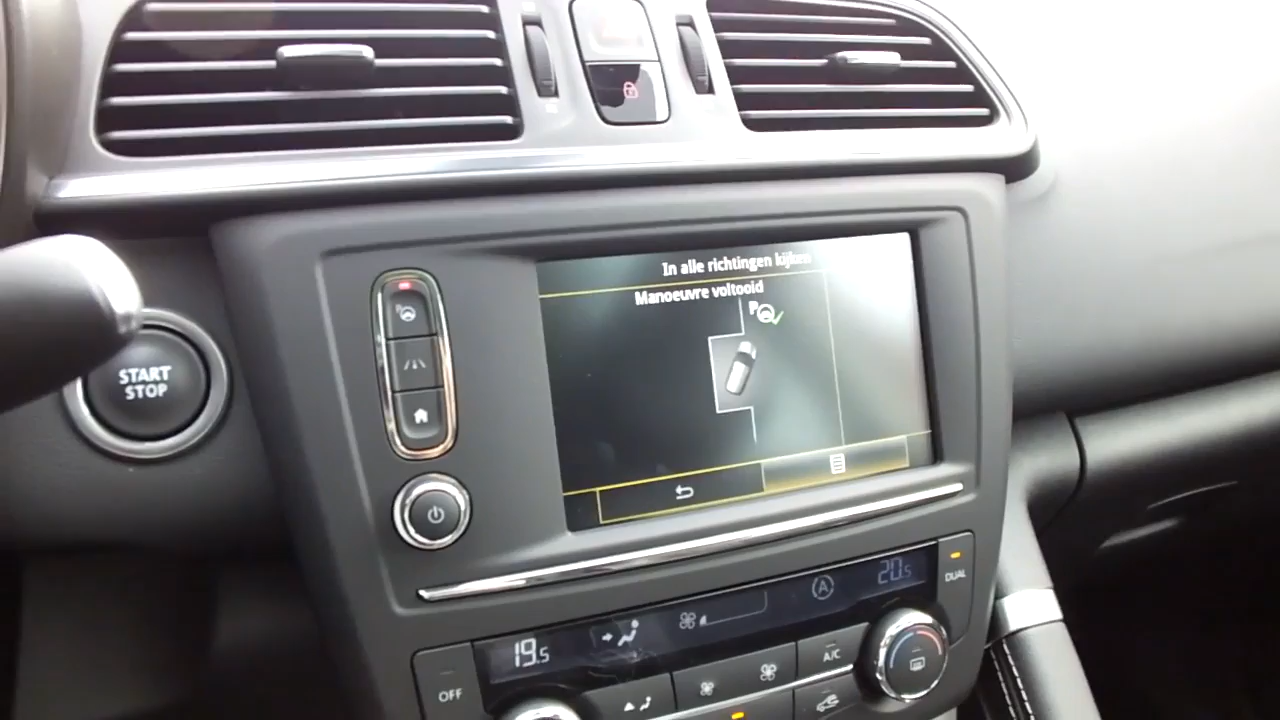 In alle richtingen kijken
Manoeuvre voltooid
P
P
START
STOP
19.5
A
20.5
DUAL
OFF
A/C